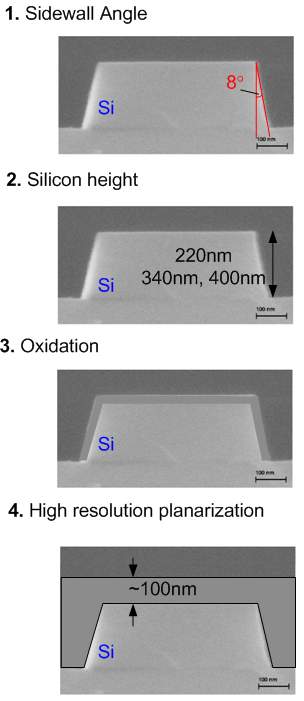 1. Sidewall Angle
8°
Si
100 nm
2. Silicon height
220nm
340nm, 400nm
Si
100 nm
3. Oxidation
Si
100 nm
4. High resolution planarization
~100nm
Si
100 nm